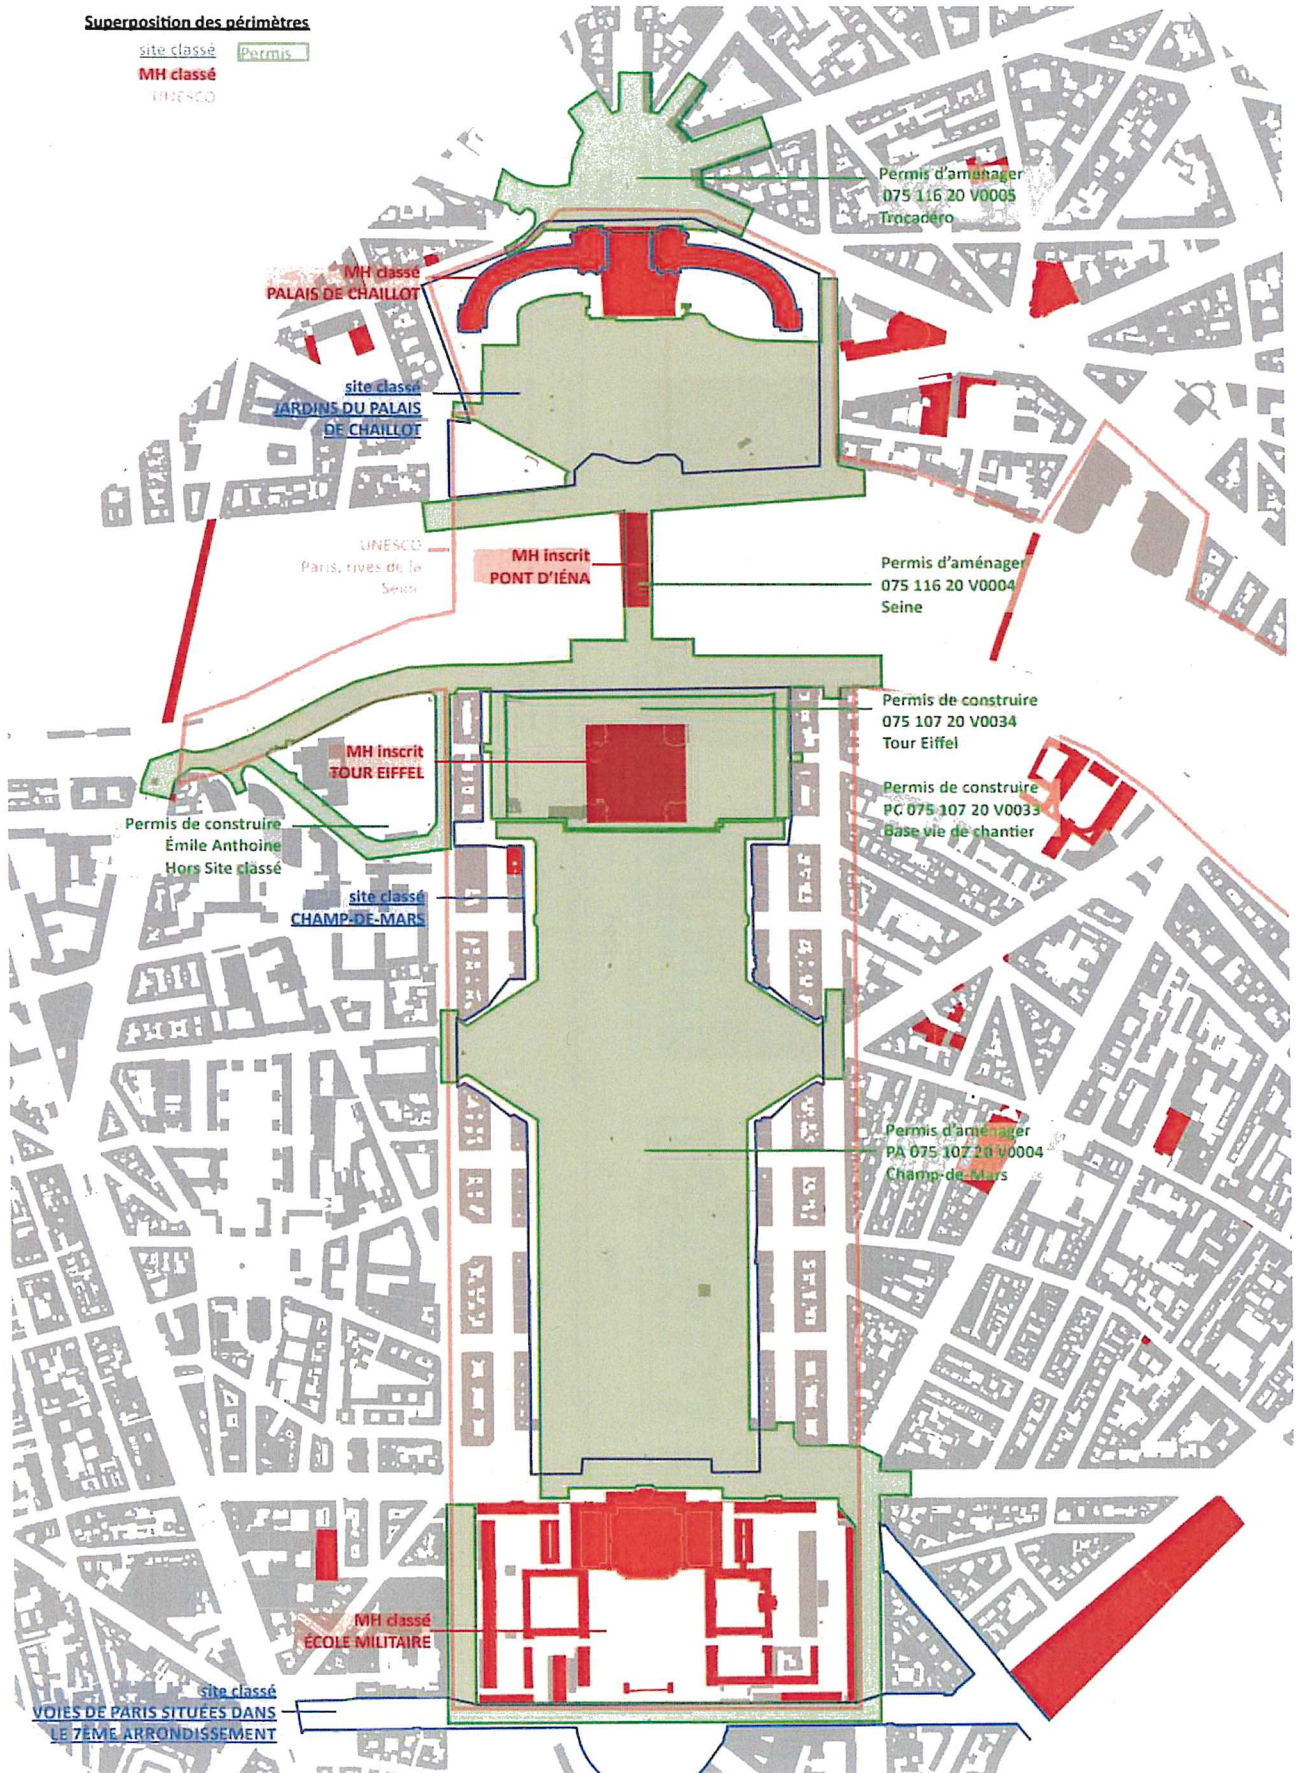 Superposition des périmètres
site classé
Permis
MH classé
UNESCO
Permis d'aménager
075 116 20 V0005
Trocadéro
MH classé
PALAIS DE CHAILLOT
site classé
JARDINS DU PALAIS
DE CHAILLOT
UNESCO
Paris, rives de la
Seine
MH inscrit
PONT D'IÉNA
Permis d'aménager
075 116 20 V0004
Seine
Permis de construire
075 107 20 V0034
Tour Eiffel
MH inscrit
TOUR EIFFEL
Permis de construire
PC 075 107 20 V0033
Base vie de chantier
Permis de construire
Émile Anthoine
Hors Site classé
site classé
CHAMP-DE-MARS
Permis d'aménager
PA 075 107 20 V0004
Champ-de-Mars
MH classé
ÉCOLE MILITAIRE
site classé
VOIES DE PARIS SITUÉES DANS
LE 7ÈME ARRONDISSEMENT